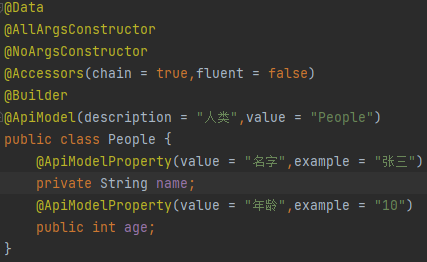 @Data
@AllArgsConstructor
@NoArgsConstructor
@Accessors(chain = true,fluent = false)
@Builder
@ApiModel(description = "人类",value = "People")
public class People {
@ApiModelProperty(value = "名字",example = "张三")
private String name;
@ApiModelProperty(value = "年龄",example = "10")
public int age;
}